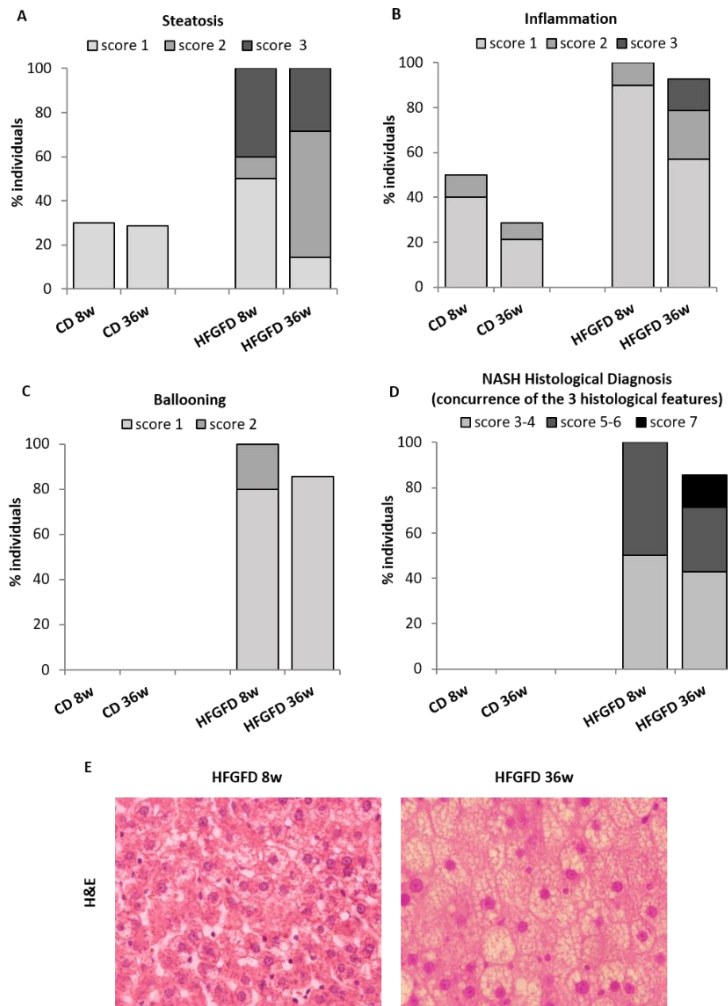 A
Steatosis
score 1 score 2 score 3
100
80
60
40
20
0
% individuals
CD 8w
CD 36w
HFGFD 8w
HFGFD 36w
B
Inflammation
score 1 score 2 score 3
100
80
60
40
20
0
% individuals
CD 8w
CD 36w
HFGFD 8w
HFGFD 36w
C
Ballooning
score 1 score 2
100
80
60
40
20
0
% individuals
CD 8w
CD 36w
HFGFD 8w
HFGFD 36w
D
NASH Histological Diagnosis
(concurrence of the 3 histological features)
score 3-4 score 5-6 score 7
100
80
60
40
20
0
% individuals
CD 8w
CD 36w
HFGFD 8w
HFGFD 36w
E
HFGFD 8w HFGFD 36w
H&E